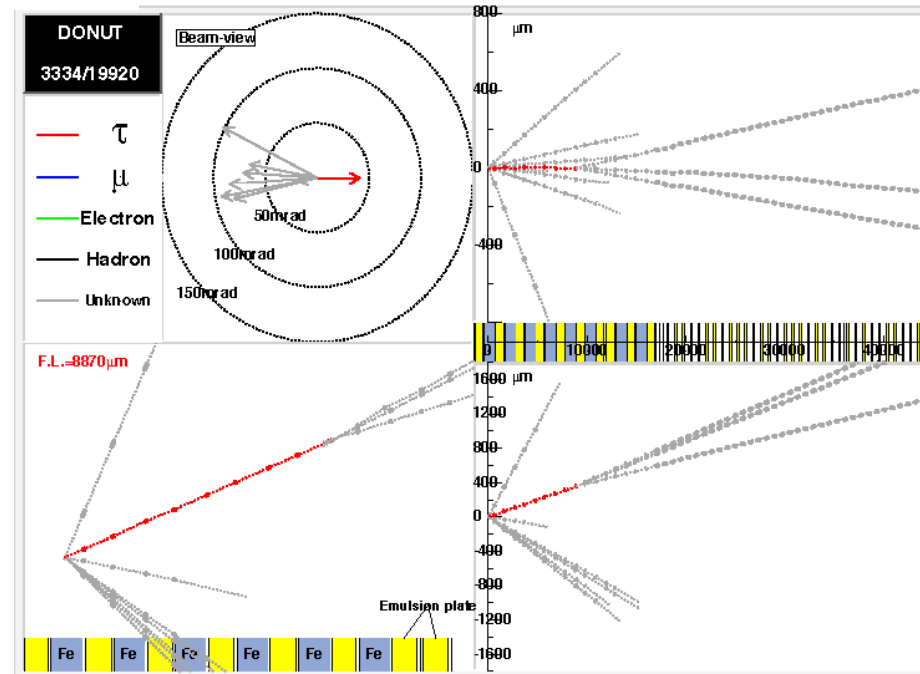 DONUT
3334/19920
τ
μ
Electron
Hadron
Unknown
Beam-view
50mrad
100mrad
150mrad
800
μm
400
0
-400
0
10000
20000
30000
40000
F.L.=8870μm
Emulsion plate
Fe
Fe
Fe
Fe
Fe
Fe
1600
μm
1200
800
400
0
-400
-800
-1200
-1600